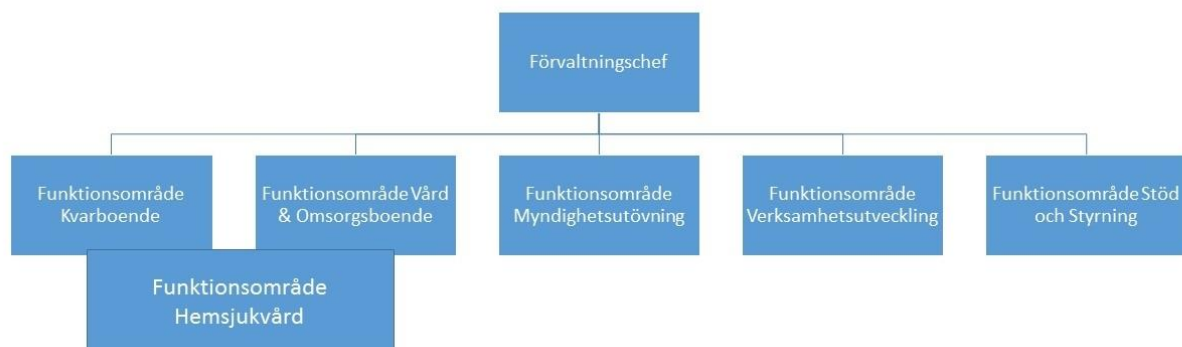 Förvaltningschef
Funktionsområde
Kvarboende
Funktionsområde Vård
& Omsorgsboende
Funktionsområde
Myndighetsutövning
Funktionsområde
Verksamhetsutveckling
Funktionsområde Stöd
och Styrning
Funktionsområde
Hemsjukvård